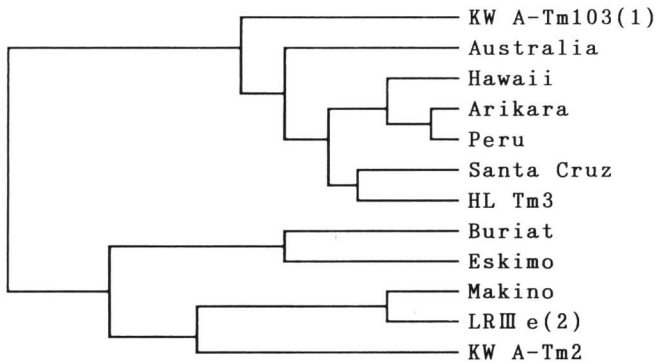 KW A-Tm103(1)
Australia
Hawaii
Arikara
Peru
Santa Cruz
HL Tm3
Buriat
Eskimo
Makino
LRⅢ e(2)
KW A-Tm2